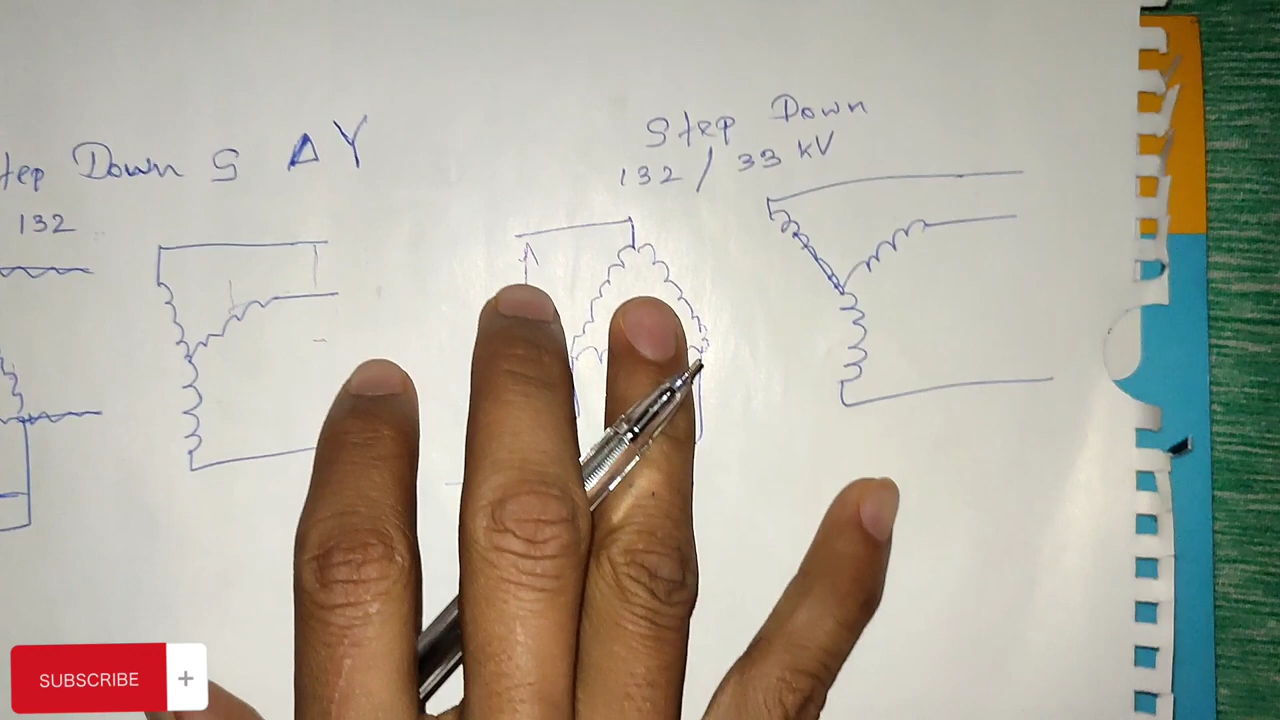 Step Down
132 / 33 kV
tep Down S Δ Y
132
SUBSCRIBE